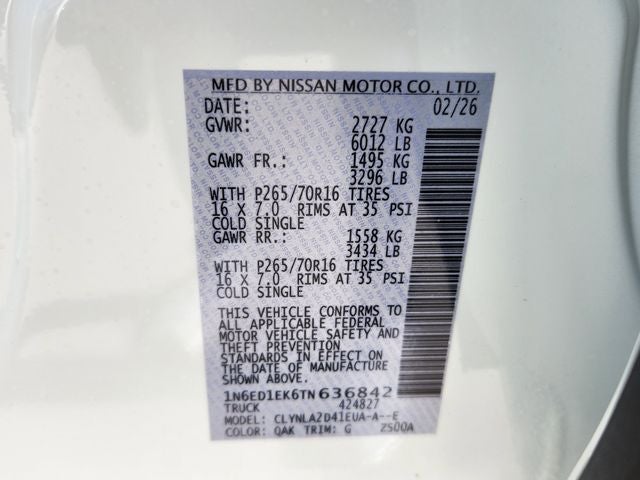 MFD BY NISSAN MOTOR CO., LTD.
DATE: 02/26
GVWR: 2727 KG
6012 LB
GAWR FR.: 1495 KG
3296 LB
WITH P265/70R16 TIRES
16 X 7.0 RIMS AT 35 PSI
COLD SINGLE
GAWR RR.: 1558 KG
3434 LB
WITH P265/70R16 TIRES
16 X 7.0 RIMS AT 35 PSI
COLD SINGLE
THIS VEHICLE CONFORMS TO
ALL APPLICABLE FEDERAL
MOTOR VEHICLE SAFETY AND
THEFT PREVENTION
STANDARDS IN EFFECT ON
THE DATE OF MANUFACTURE
SHOWN ABOVE.
1N6ED1EK6TN636842
TRUCK 424827
MODEL: CLYNLA2D41EUA-A--E
COLOR: QAK TRIM: G 2S00A